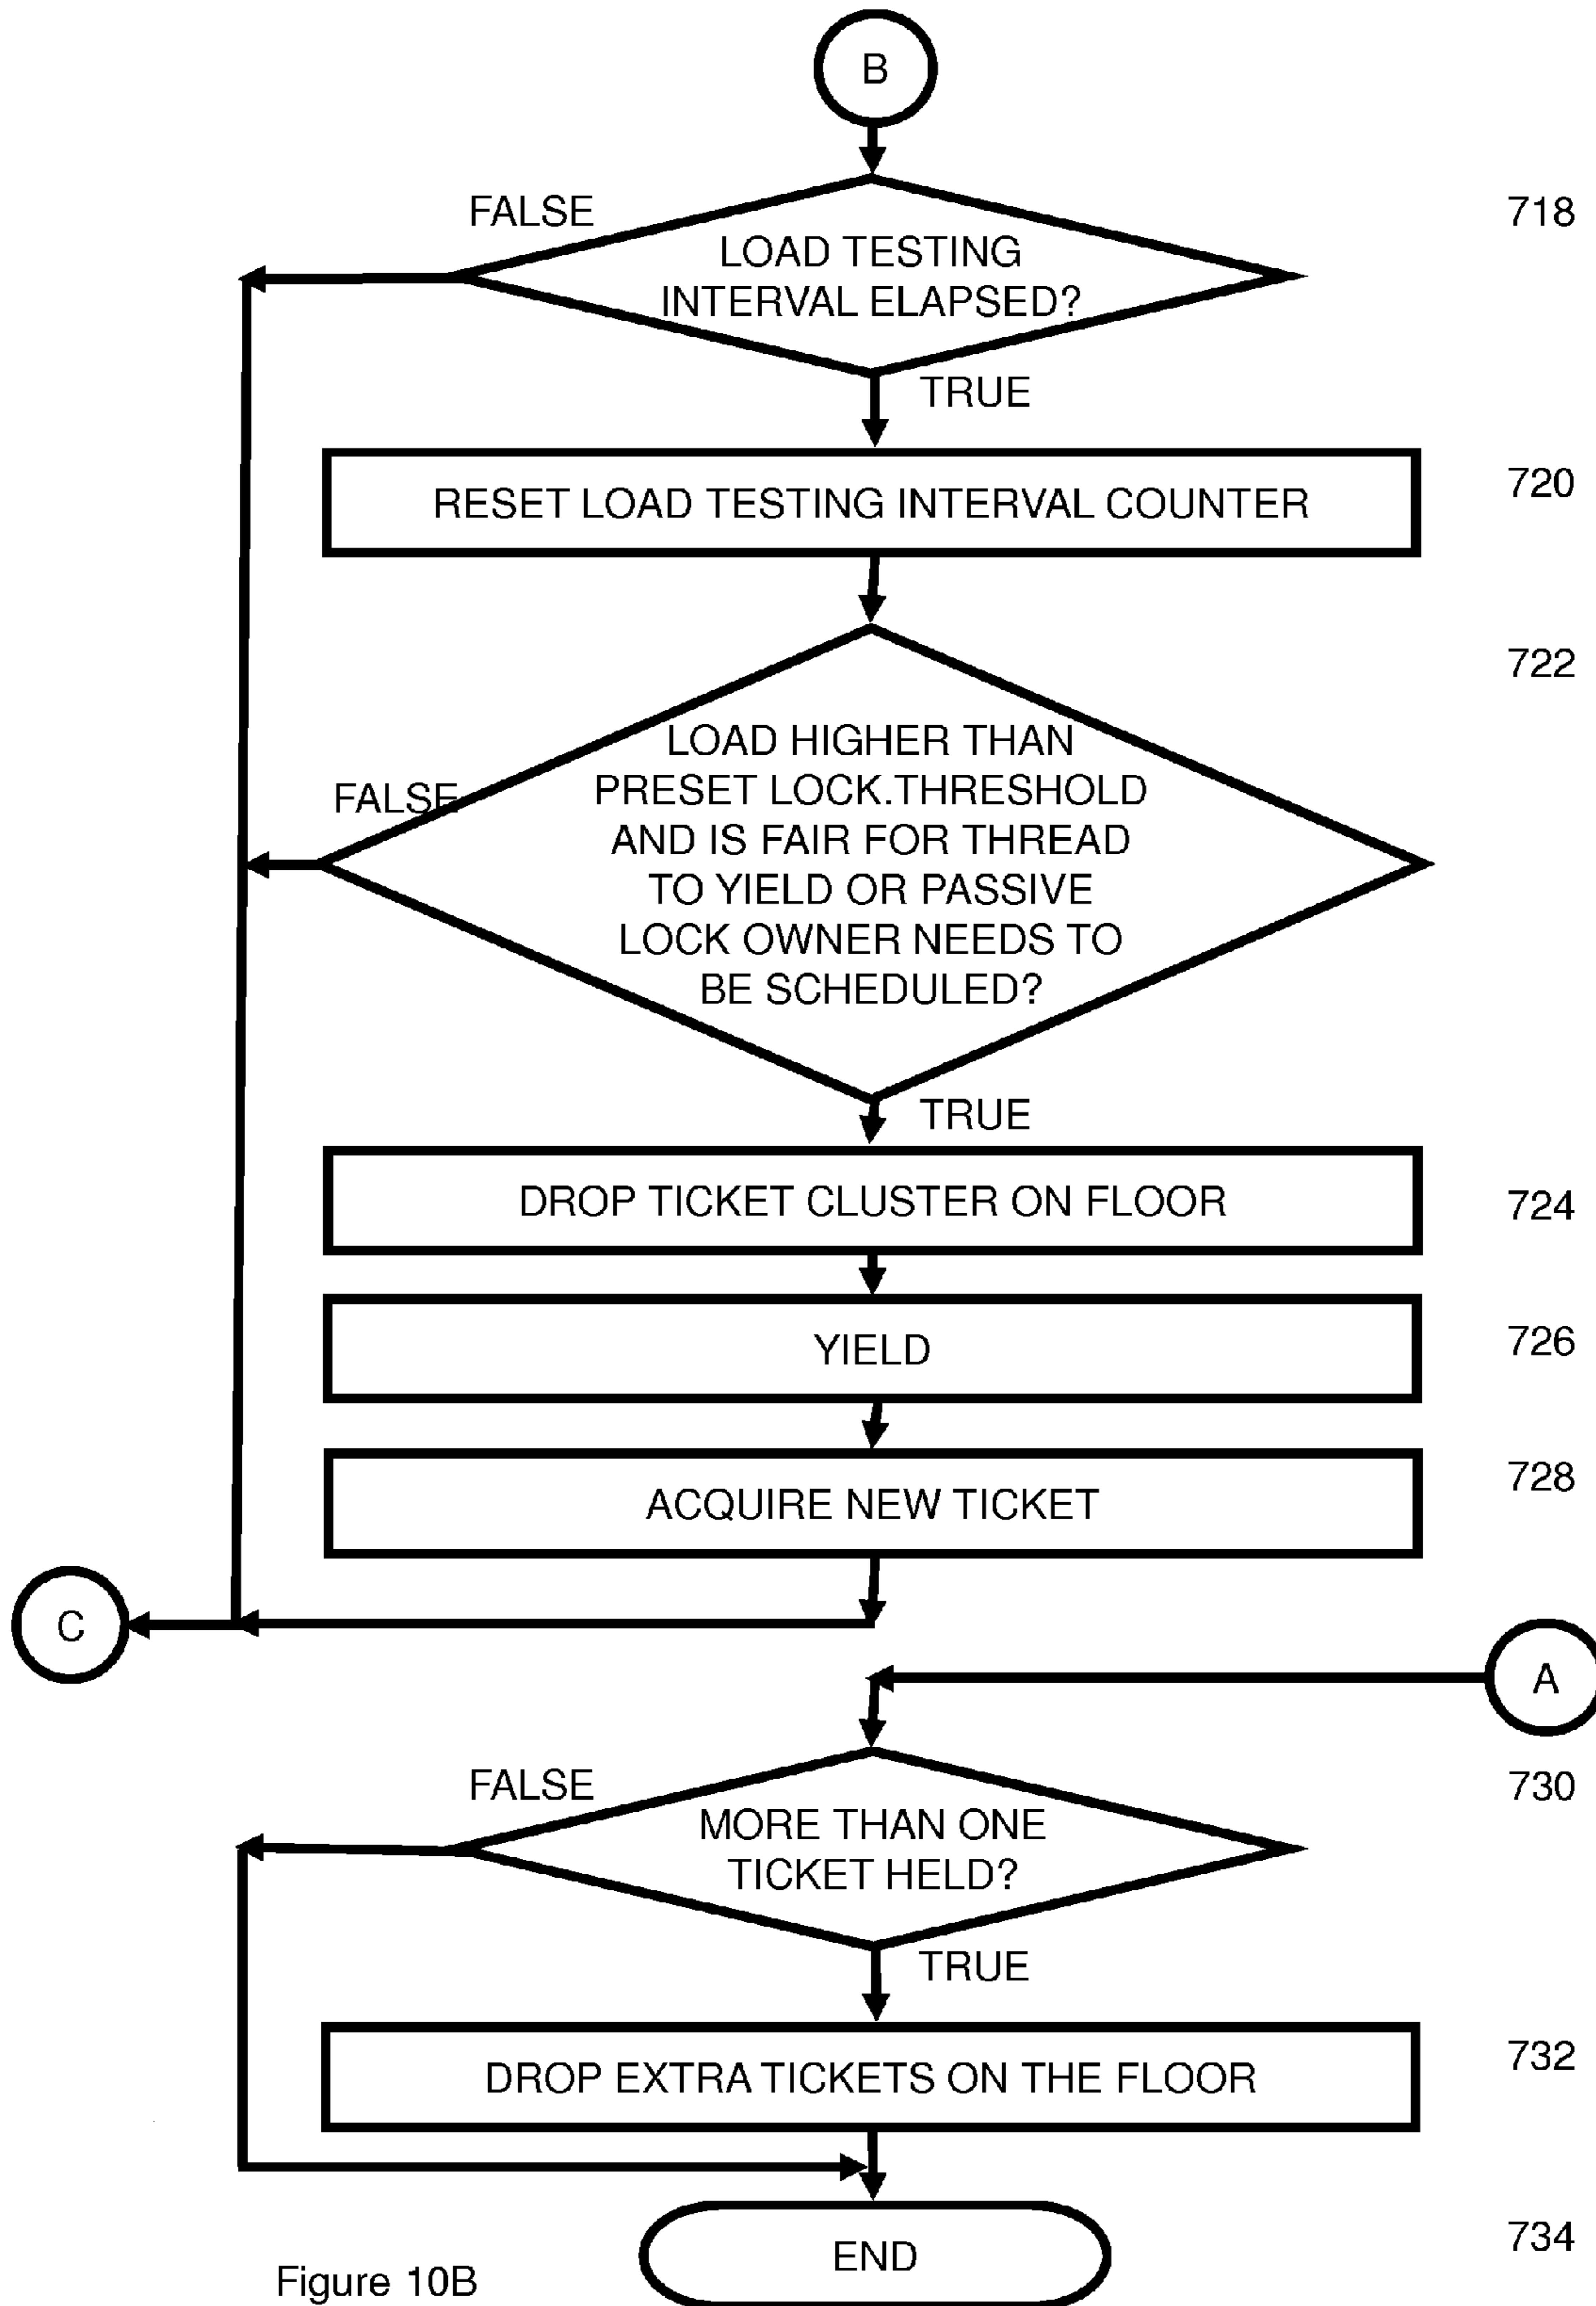 B
FALSE
718
LOAD TESTING
INTERVAL ELAPSED?
TRUE
RESET LOAD TESTING INTERVAL COUNTER
720
722
LOAD HIGHER THAN
PRESET LOCK.THRESHOLD
FALSE
AND IS FAIR FOR THREAD
TO YIELD OR PASSIVE
LOCK OWNER NEEDS TO
BE SCHEDULED?
TRUE
DROP TICKET CLUSTER ON FLOOR
724
YIELD
726
ACQUIRE NEW TICKET
728
C
A
FALSE
730
MORE THAN ONE
TICKET HELD?
TRUE
DROP EXTRA TICKETS ON THE FLOOR
732
END
734
Figure 10B